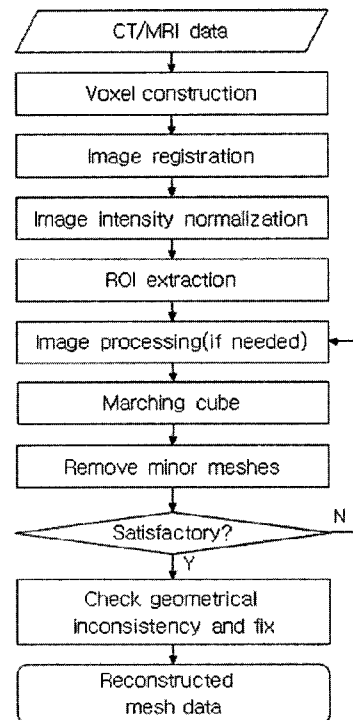 CT/MRI data
Voxel construction
Image registration
Image intensity normalization
ROI extraction
Image processing(if needed)
Marching cube
Remove minor meshes
Satisfactory?
N
Y
Check geometrical
inconsistency and fix
Reconstructed
mesh data